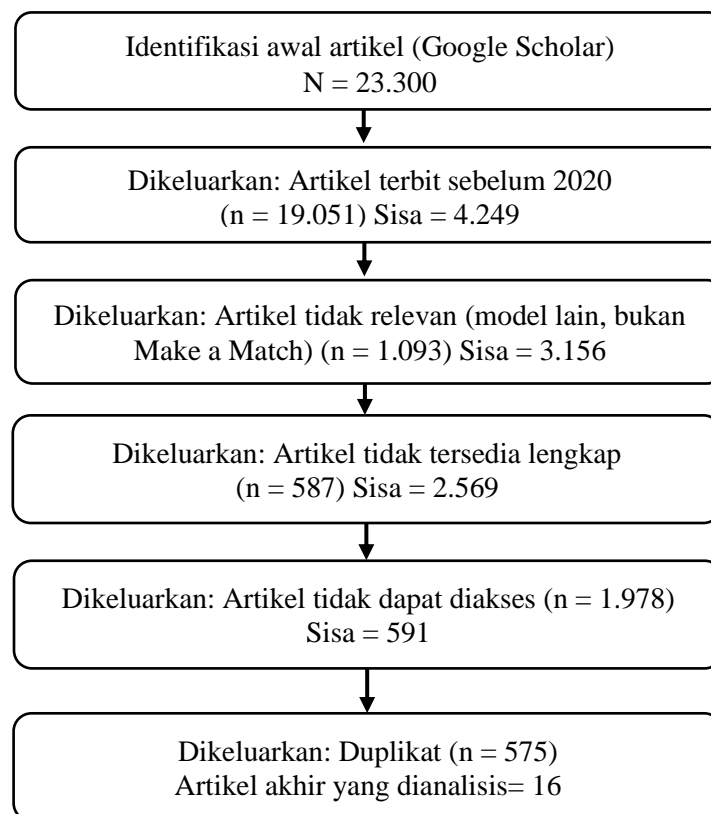 Identifikasi awal artikel (Google Scholar)
N = 23.300
Dikeluarkan: Artikel terbit sebelum 2020
(n = 19.051) Sisa = 4.249
Dikeluarkan: Artikel tidak relevan (model lain, bukan
Make a Match) (n = 1.093) Sisa = 3.156
Dikeluarkan: Artikel tidak tersedia lengkap
(n = 587) Sisa = 2.569
Dikeluarkan: Artikel tidak dapat diakses (n = 1.978)
Sisa = 591
Dikeluarkan: Duplikat (n = 575)
Artikel akhir yang dianalisis= 16